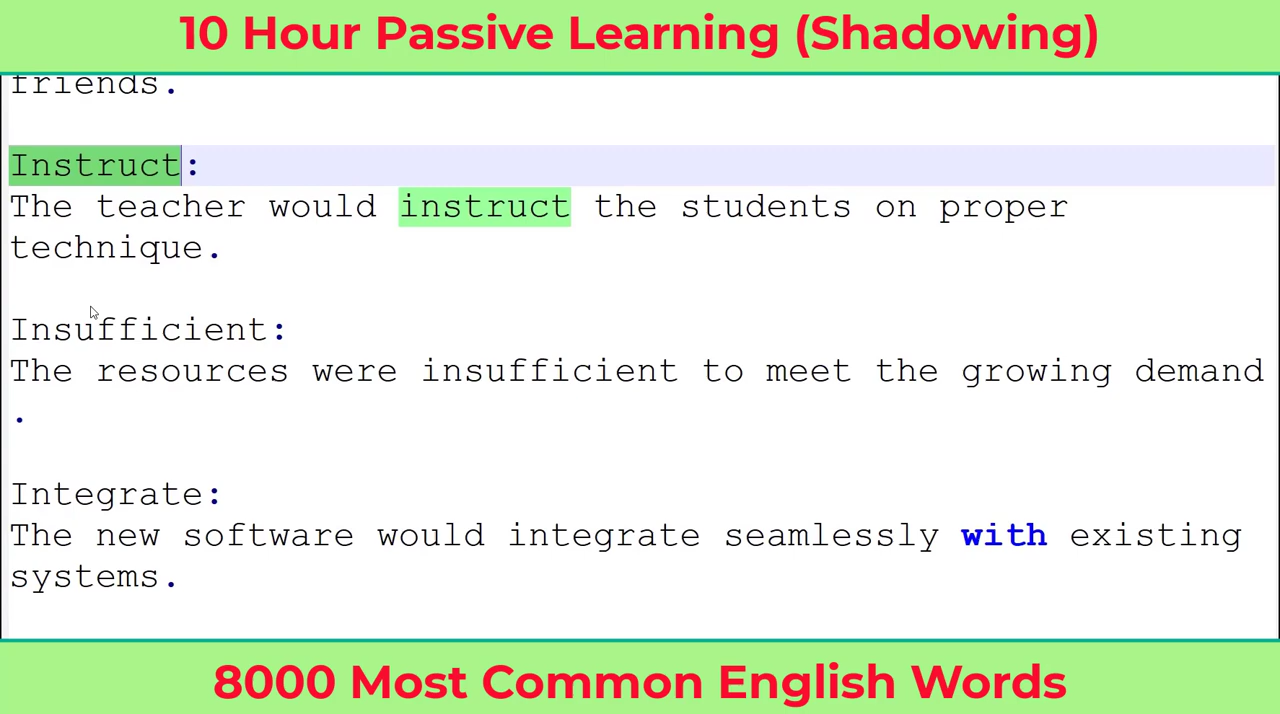 10 Hour Passive Learning (Shadowing)
friends.
Instruct:
The teacher would instruct the students on proper
technique.
Insufficient:
The resources were insufficient to meet the growing demand
.
Integrate:
The new software would integrate seamlessly with existing
systems.
8000 Most Common English Words